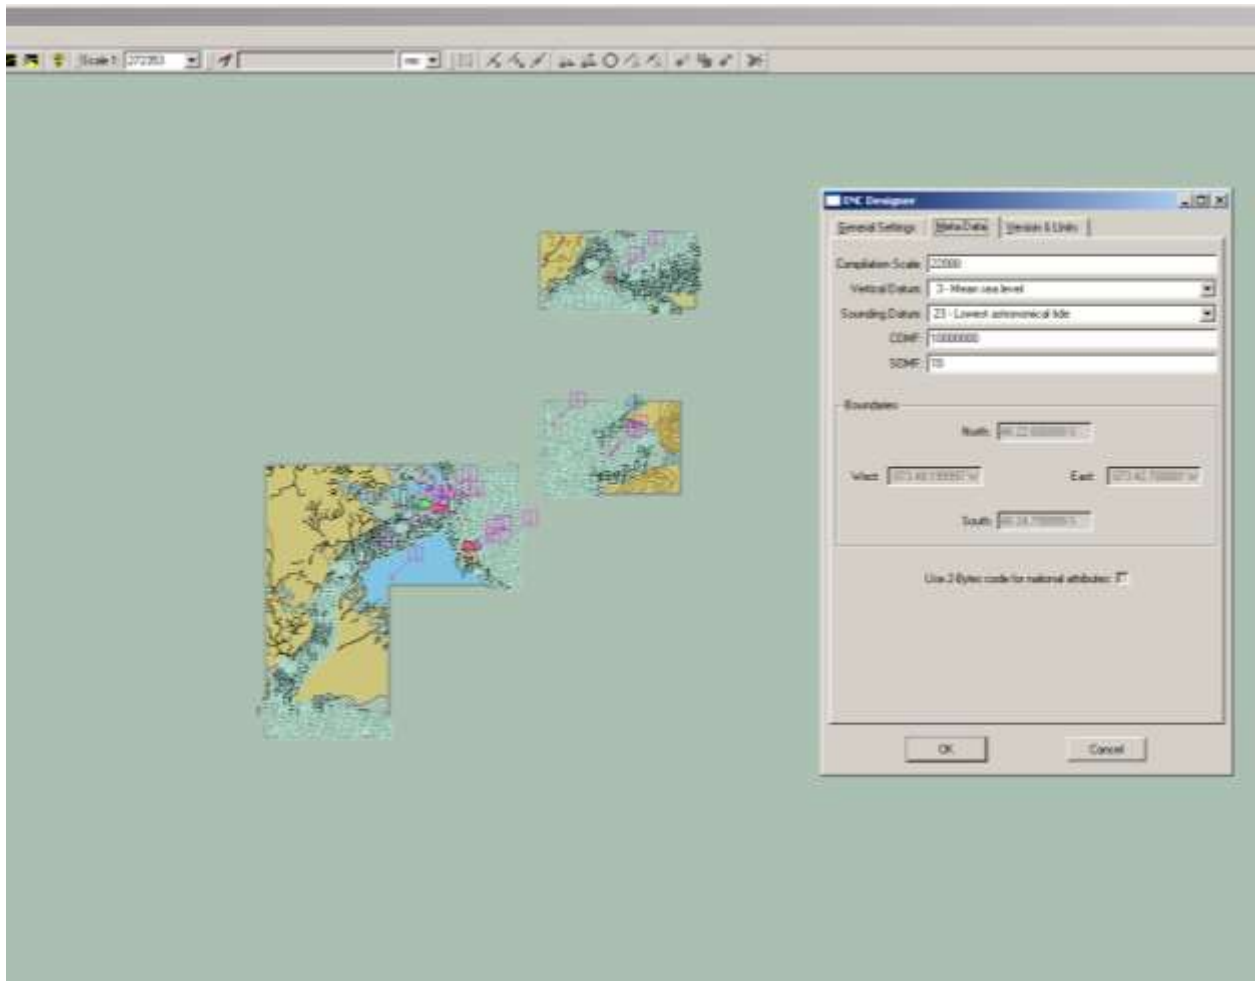 Scale 1: 272353
ENC Designer
General Settings
Meta Data
Version & Units
Compilation Scale: 22000
Vertical Datum: 3 - Mean sea level
Sounding Datum: 23 - Lowest astronomical tide
COMF: 10000000
SOMF: 10
Boundaries
North:
West:
East:
South:
Use 2-Bytes code for national attributes:
OK
Cancel